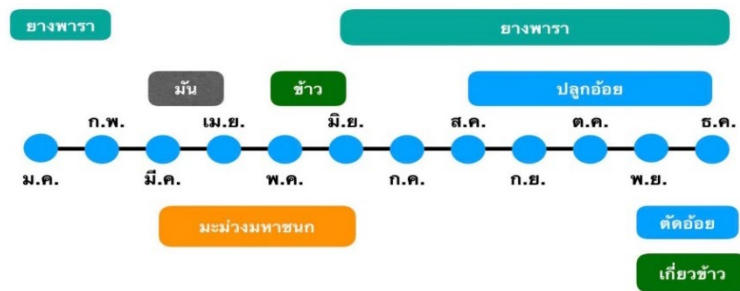 ยางพารา
ยางพารา
มัน
ข้าว
ปลูกอ้อย
ก.พ.
เม.ย.
มิ.ย.
ส.ค.
ต.ค.
ธ.ค.
ม.ค.
มี.ค.
พ.ค.
ก.ค.
ก.ย.
พ.ย.
มะม่วงมหาชนก
ตัดอ้อย
เกี่ยวข้าว